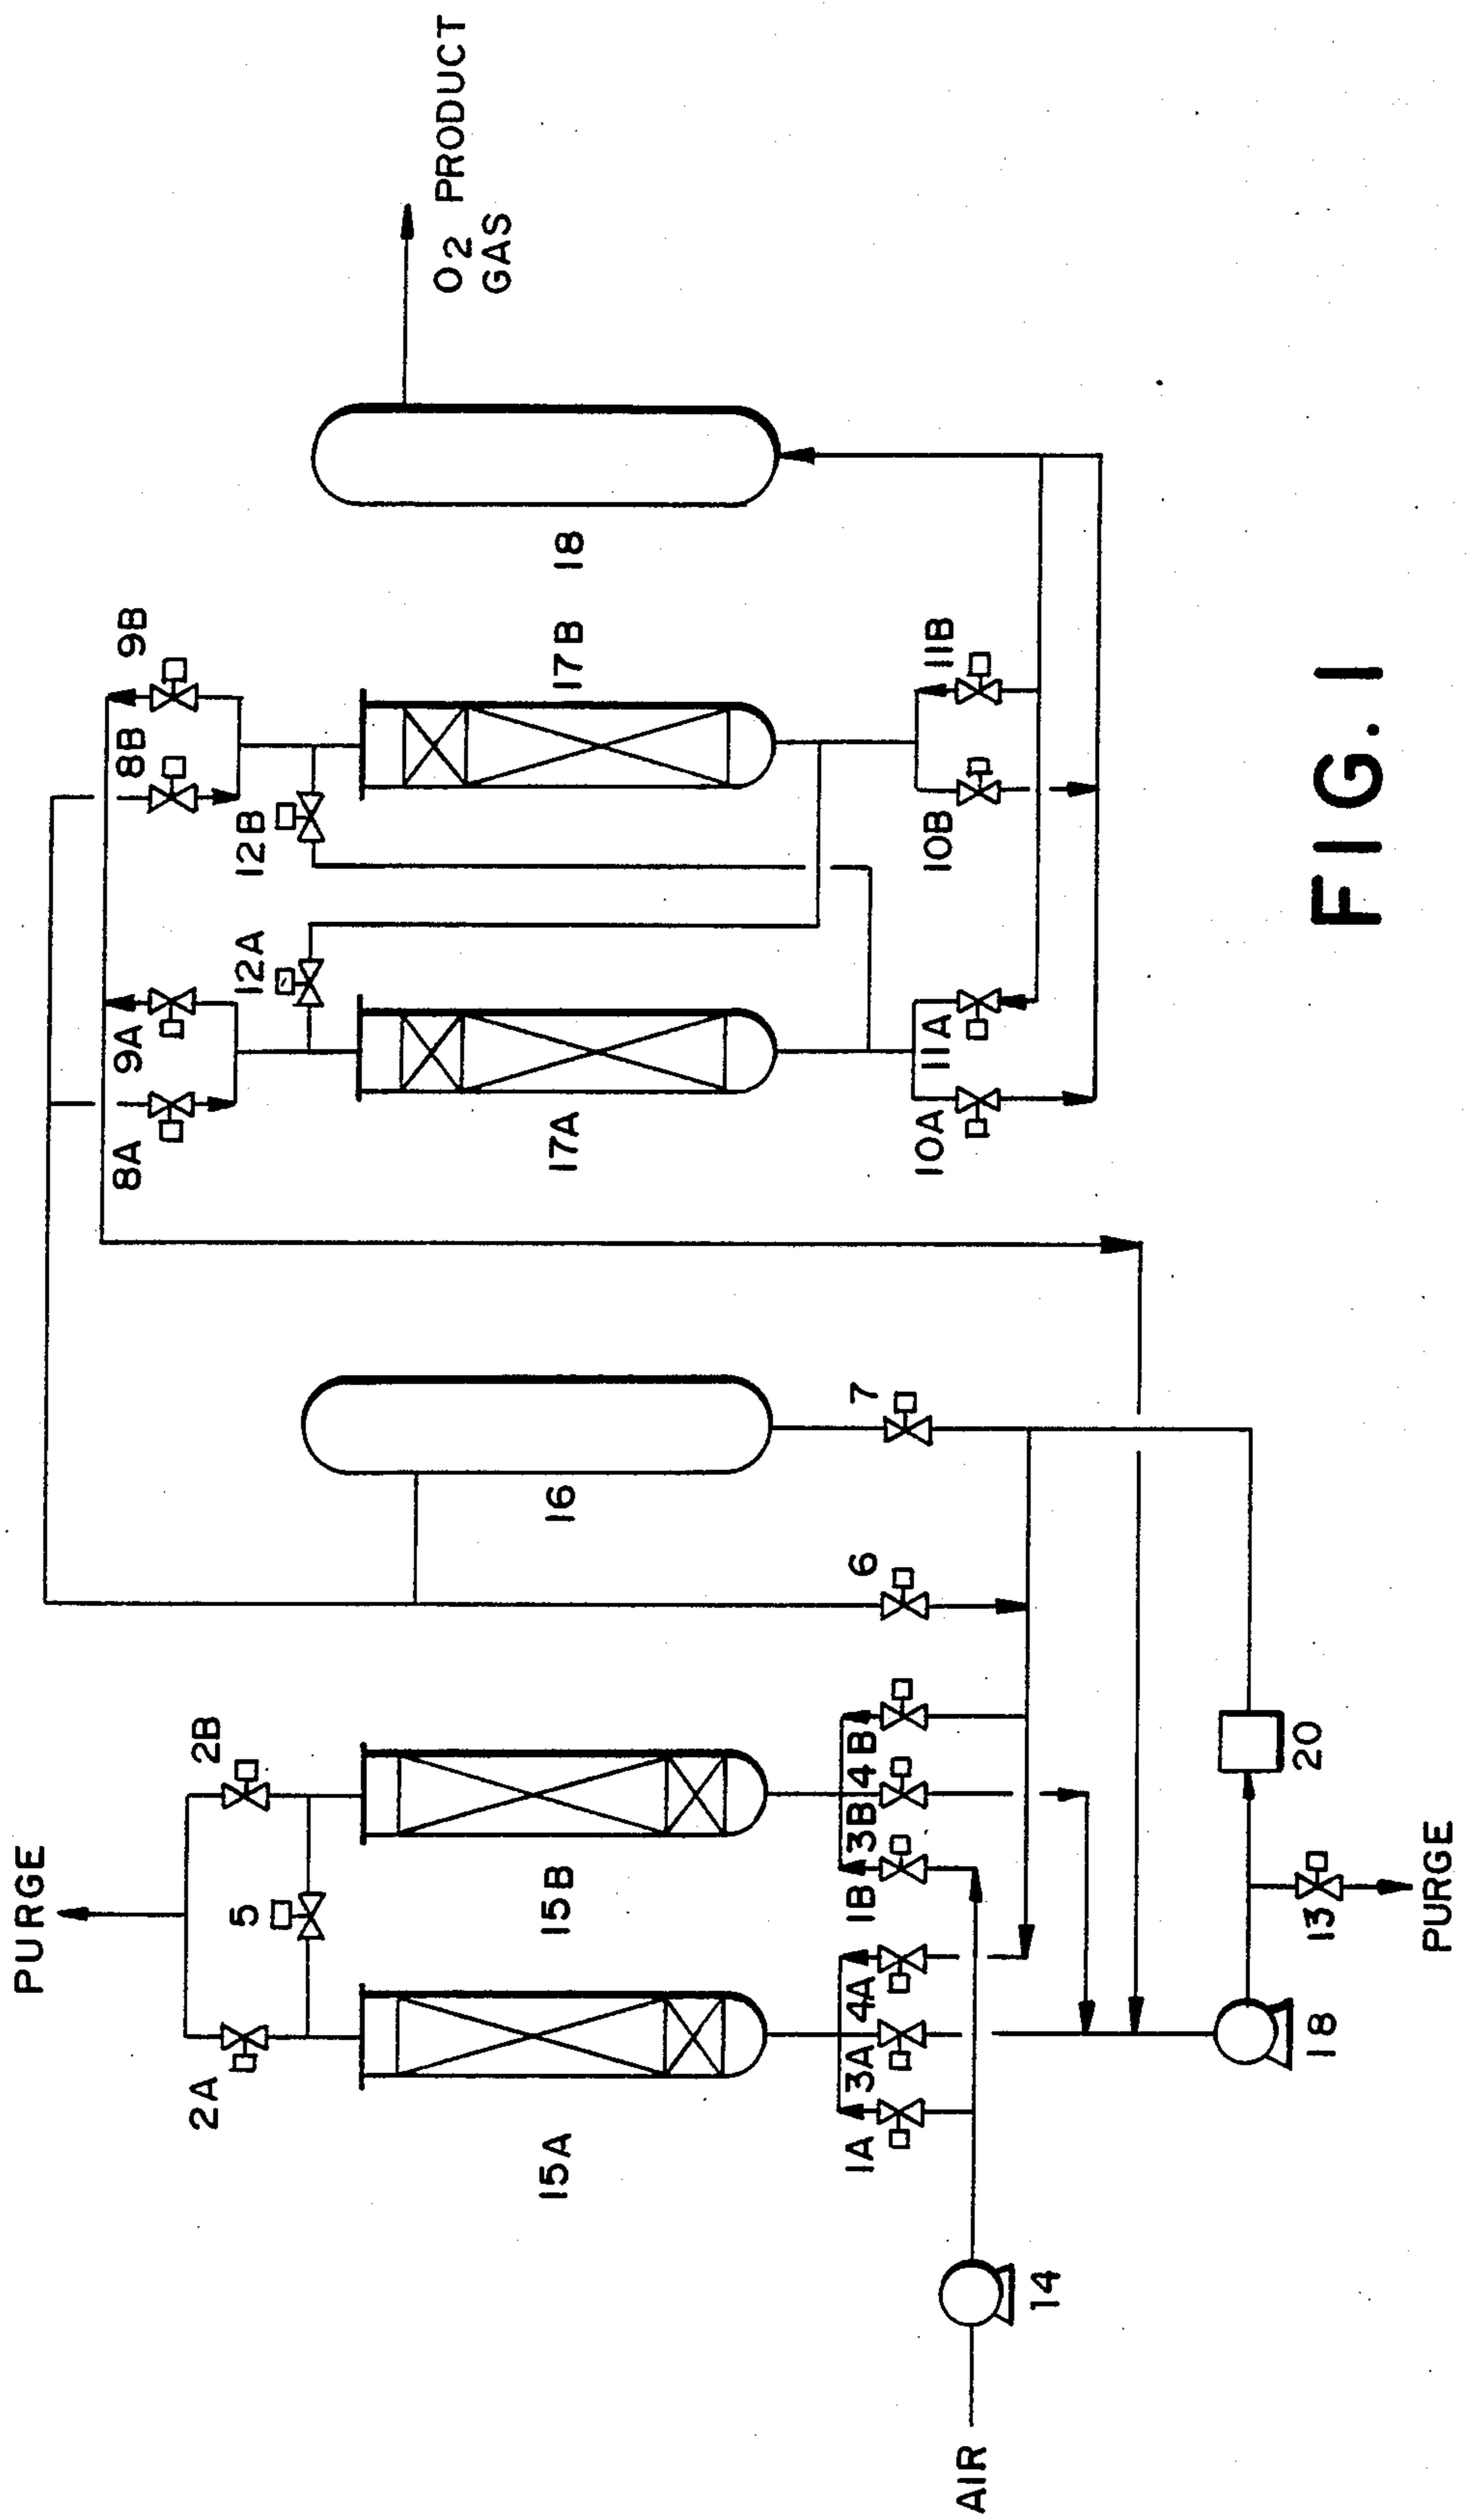 PURGE
2A
2B
5
15A
15B
16
1A
3A
4A
1B
3B
4B
6
7
AIR
14
18
13
PURGE
20
8A
9A
8B
9B
12A
12B
17A
17B
18
10A
11A
10B
11B
O2 PRODUCT
GAS
FIG. 1